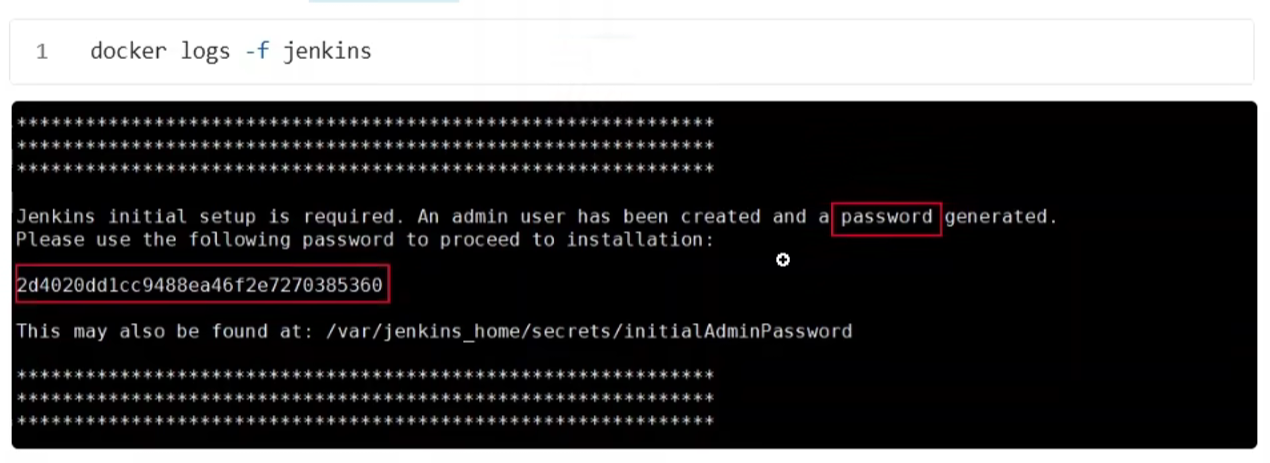 1 docker logs -f jenkins
*************************************************************
*************************************************************
*************************************************************
Jenkins initial setup is required. An admin user has been created and a password generated.
Please use the following password to proceed to installation:
2d4020dd1cc9488ea46f2e7270385360
This may also be found at: /var/jenkins_home/secrets/initialAdminPassword
*************************************************************
*************************************************************
*************************************************************